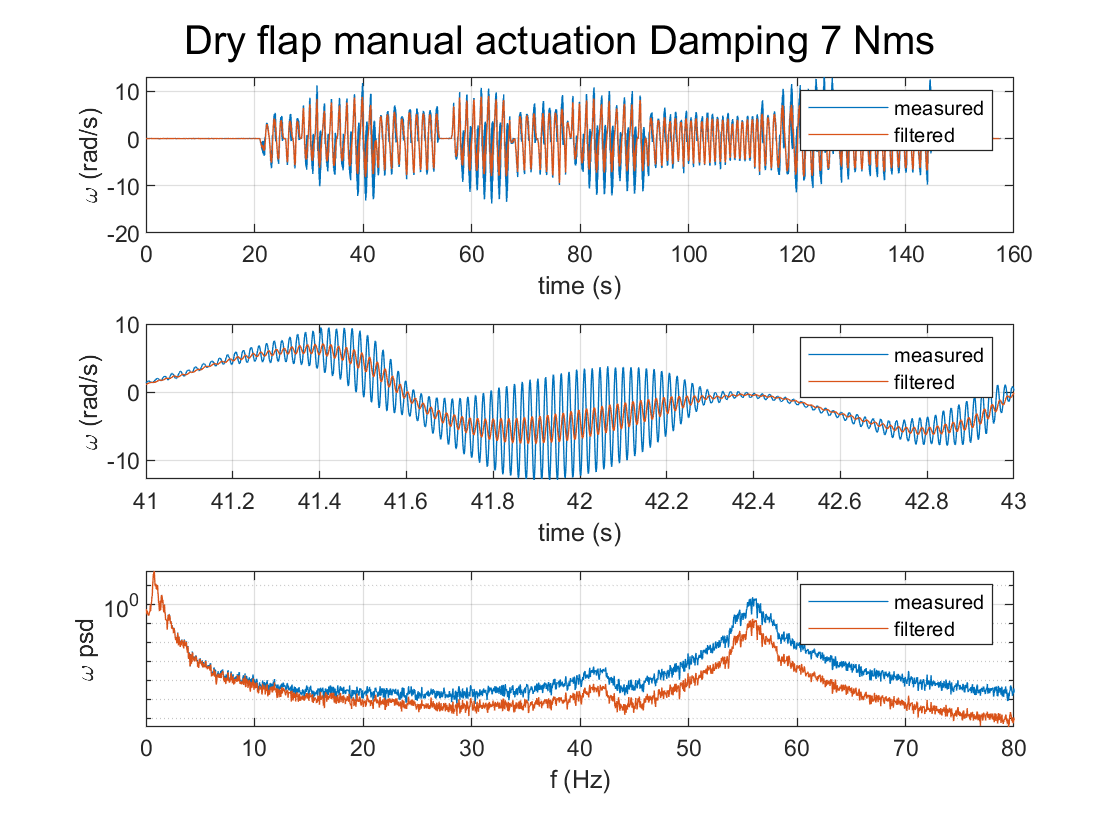 Dry flap manual actuation Damping 7 Nms
10
0
-10
-20
ω (rad/s)
measured
filtered
0 20 40 60 80 100 120 140 160
time (s)
10
0
-10
ω (rad/s)
measured
filtered
41 41.2 41.4 41.6 41.8 42 42.2 42.4 42.6 42.8 43
time (s)
10⁰
ω psd
measured
filtered
0 10 20 30 40 50 60 70 80
f (Hz)